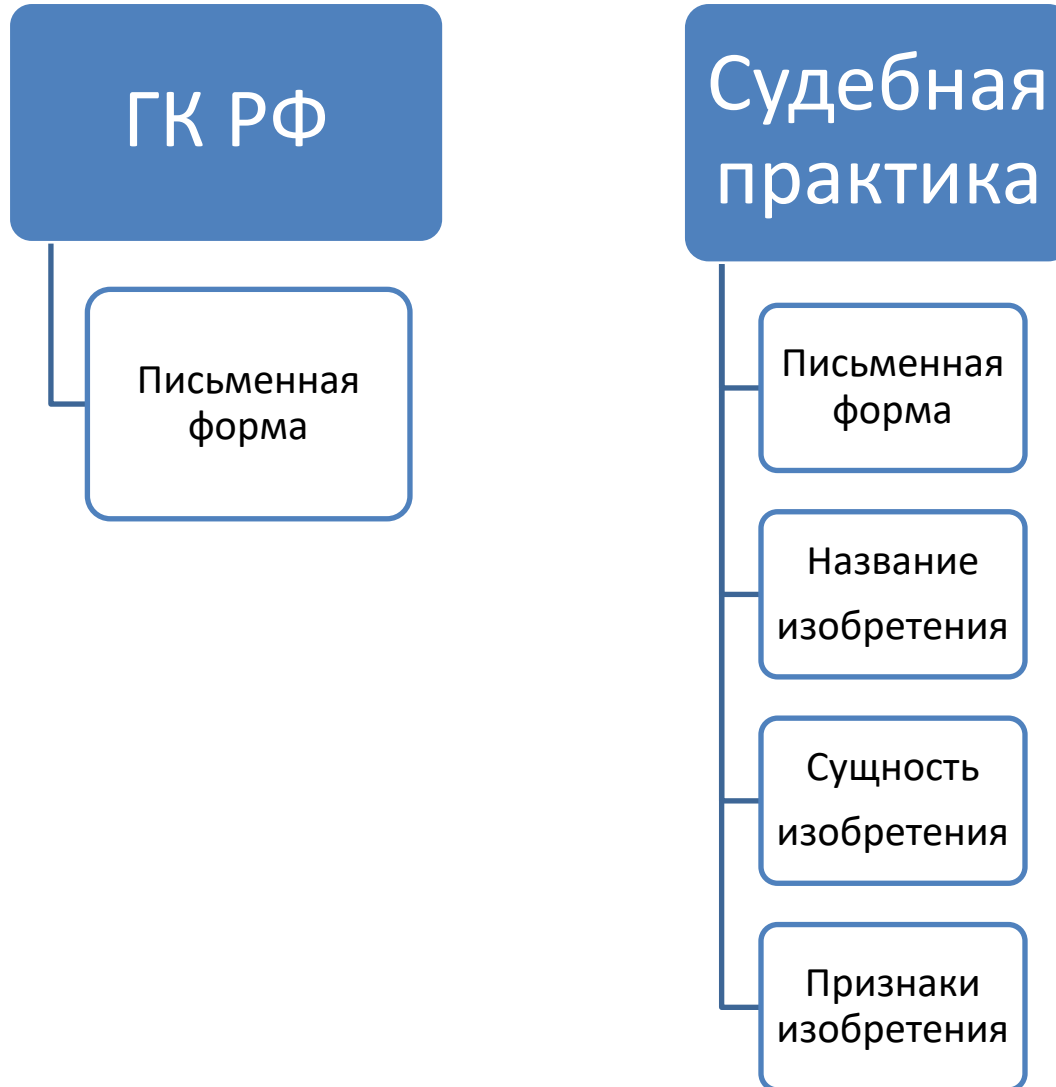 ГК РФ
Письменная
форма
Судебная
практика
Письменная
форма
Название
изобретения
Сущность
изобретения
Признаки
изобретения